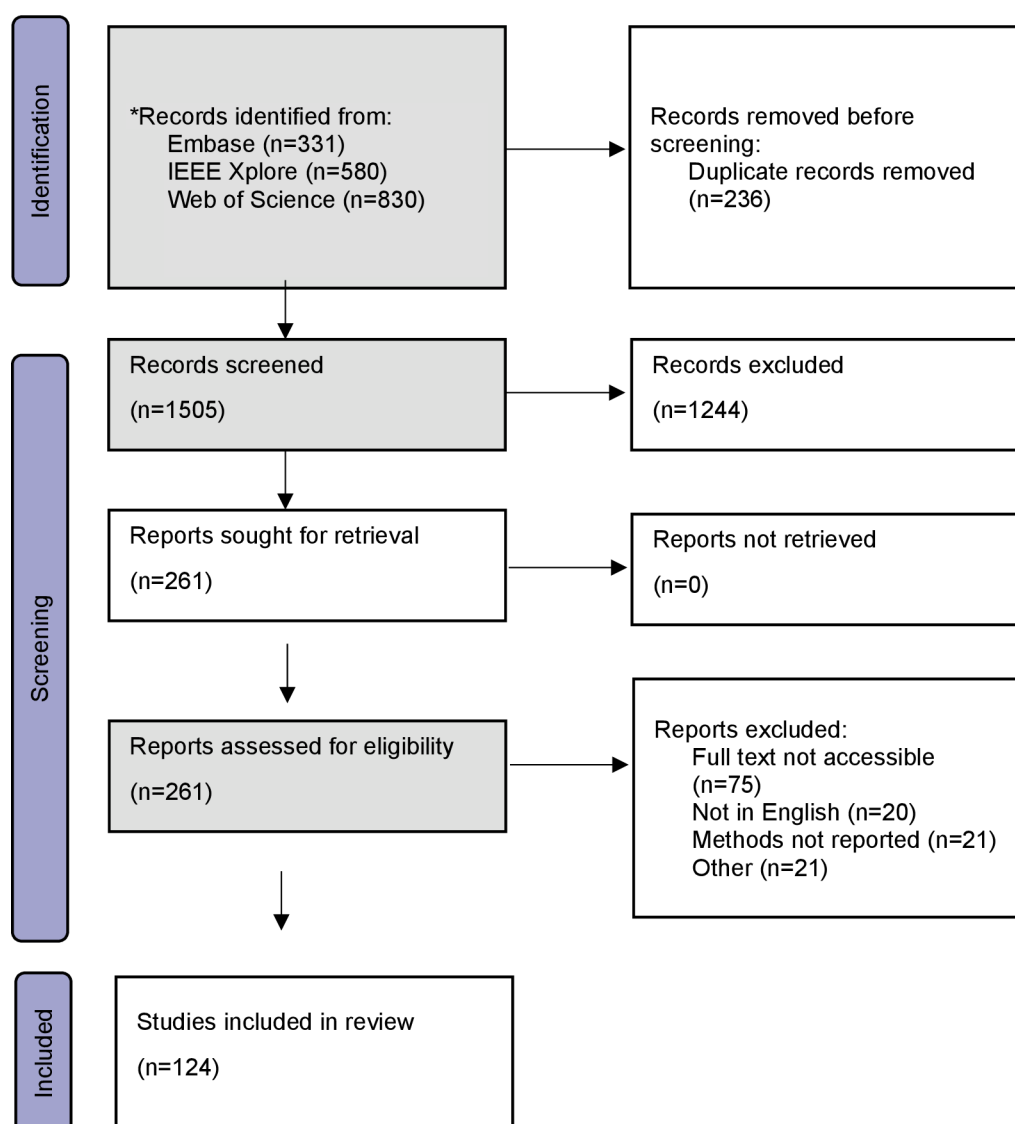 Identification
*Records identified from:
Embase (n=331)
IEEE Xplore (n=580)
Web of Science (n=830)
Records removed before
screening:
Duplicate records removed
(n=236)
Screening
Records screened
(n=1505)
Records excluded
(n=1244)
Reports sought for retrieval
(n=261)
Reports not retrieved
(n=0)
Reports assessed for eligibility
(n=261)
Reports excluded:
Full text not accessible
(n=75)
Not in English (n=20)
Methods not reported (n=21)
Other (n=21)
Included
Studies included in review
(n=124)